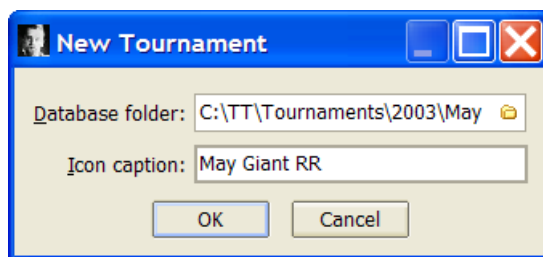 New Tournament
Database folder: C:\TT\Tournaments\2003\May
Icon caption: May Giant RR
OK Cancel